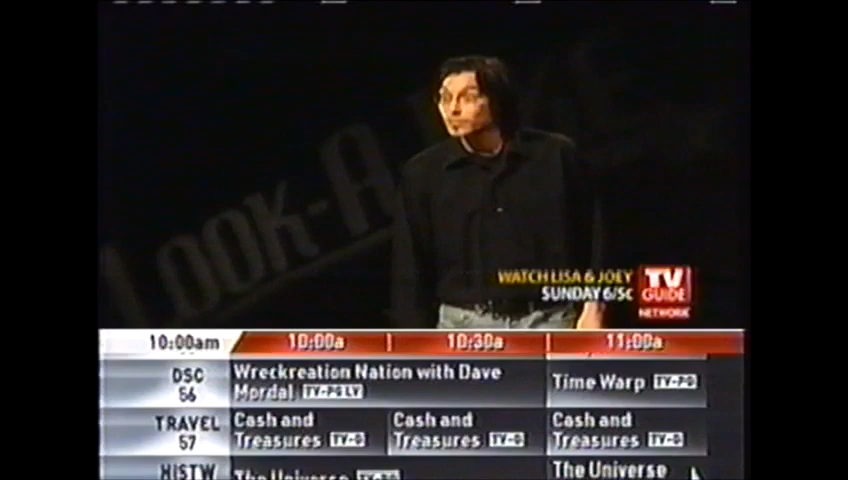 LOOK-A
WATCH LISA & JOEY
SUNDAY 6/5c
TV
GUIDE
NETWORK
10:00am 10:00a 10:30a 11:00a
DSC
56
Wreckreation Nation with Dave
Mordal TV-PG LV
Time Warp TV-PG
TRAVEL
57
Cash and
Treasures TV-G
Cash and
Treasures TV-G
Cash and
Treasures TV-G
HISTW
The Universe TV-PG
The Universe